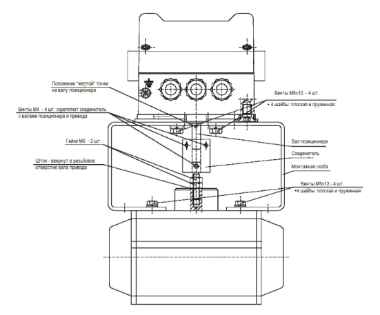 Положение "желтой" точки
на валу позиционера
Винты М4 - 4 шт. скрепляют соединитель
с валами позиционера и привода
Гайки М6 - 2 шт
Шток - ввернут в резьбовое
отверстие вала привода
Винты М6х10 - 4 шт.
+ 4 шайбы: плоская и пружинная
Вал позиционера
Соединитель
Монтажная скоба
Винты М6х12 - 4 шт
+4 шайбы: плоская и пружинная